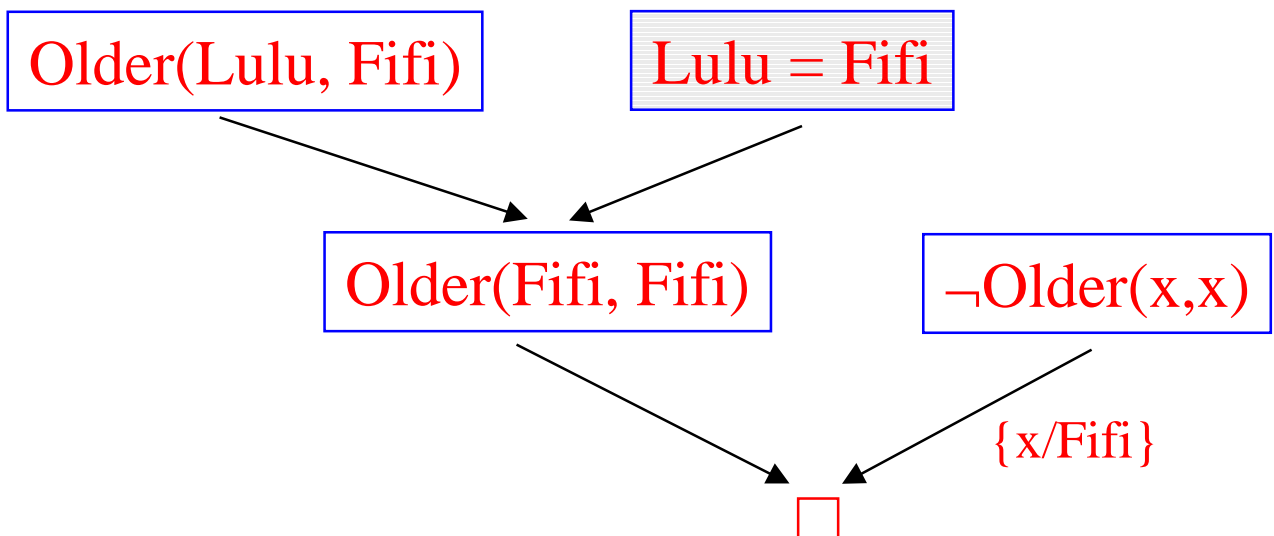 Older(Lulu, Fifi)
Lulu = Fifi
Older(Fifi, Fifi)
¬Older(x,x)
{x/Fifi}